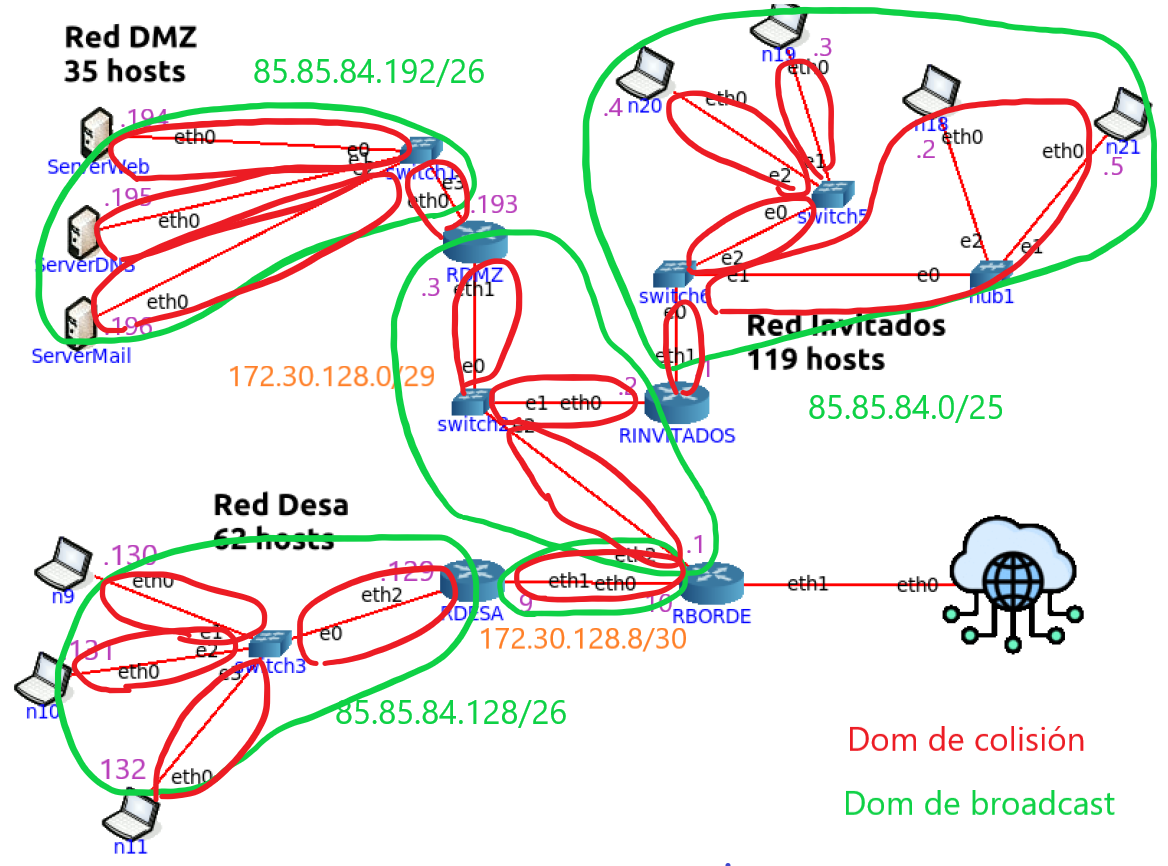 Red DMZ
35 hosts
85.85.84.192/26
.194
eth0
e0
e1
e2
ServerWeb
switch1
.195
eth0
e3
eth0
.193
ServerDNS
eth0
.196
ServerMail
RDMZ
.3
eth1
e0
172.30.128.0/29
switch2
e1
eth0
.2
e2
RINVITADOS
n19
.3
eth0
n20
.4
eth0
n18
.2
eth0
eth0
n21
.5
e1
e2
switch5
e0
e2
switch6
e1
e0
e2
e1
hub1
e0
eth1
1
Red Invitados
119 hosts
85.85.84.0/25
Red Desa
62 hosts
.130
eth0
n9
.129
eth2
RDESA
eth1
eth0
9
10
eth2
.1
RBORDE
eth1
eth0
172.30.128.8/30
131
eth0
n10
e1
e2
e3
e0
switch3
85.85.84.128/26
132
eth0
n11
Dom de colisión
Dom de broadcast